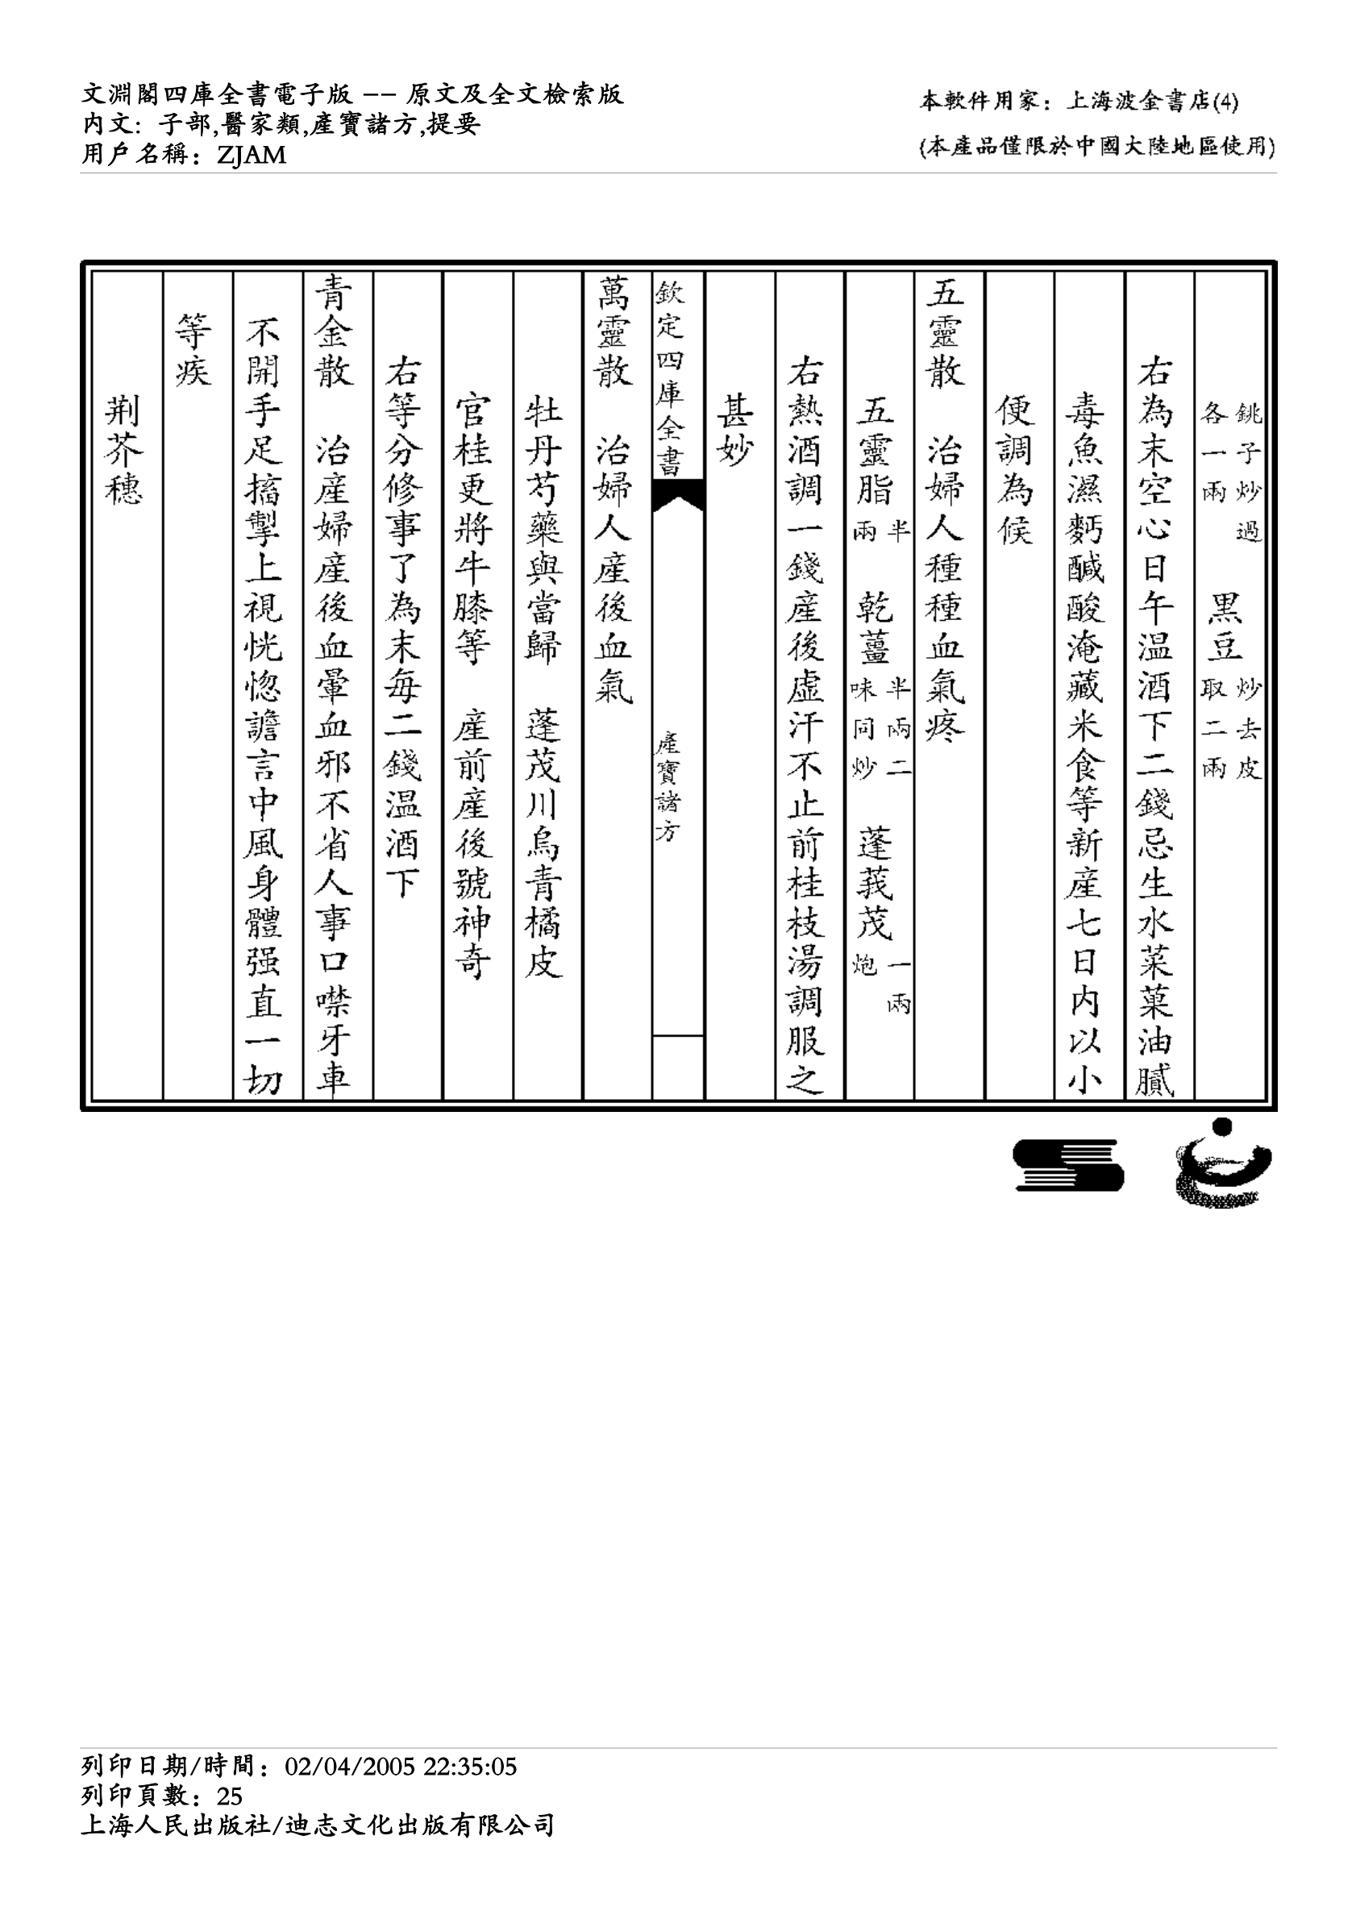 文淵閣四庫全書電子版 -- 原文及全文檢索版
内文: 子部,醫家類,產寶諸方,提要
用戶名稱: ZJAM
本軟件用家: 上海波金書店(4)
(本產品僅限於中國大陸地區使用)
銚子炒過各一兩　黑豆炒去皮取二兩
右為末空心日午温酒下二錢忌生水菜菓油膩
毒魚濕麪醎酸淹藏米食等新産七日内以小
便調為候
五靈散　治婦人種種血氣疼
五靈脂半兩　乾薑半兩二味同炒　蓬莪茂一兩炮
右熱酒調一錢産後虛汗不止前桂枝湯調服之
甚妙
欽定四庫全書
產寶諸方
萬靈散　治婦人産後血氣
牡丹芍藥與當歸　蓬茂川烏青橘皮
官桂更將牛膝等　産前産後號神奇
右等分修事了為末每二錢温酒下
青金散　治産婦産後血暈血邪不省人事口噤牙車
不開手足搐掣上視恍惚譫言中風身體强直一切
等疾
荆芥穗
列印日期/時間: 02/04/2005 22:35:05
列印頁數: 25
上海人民出版社/迪志文化出版有限公司